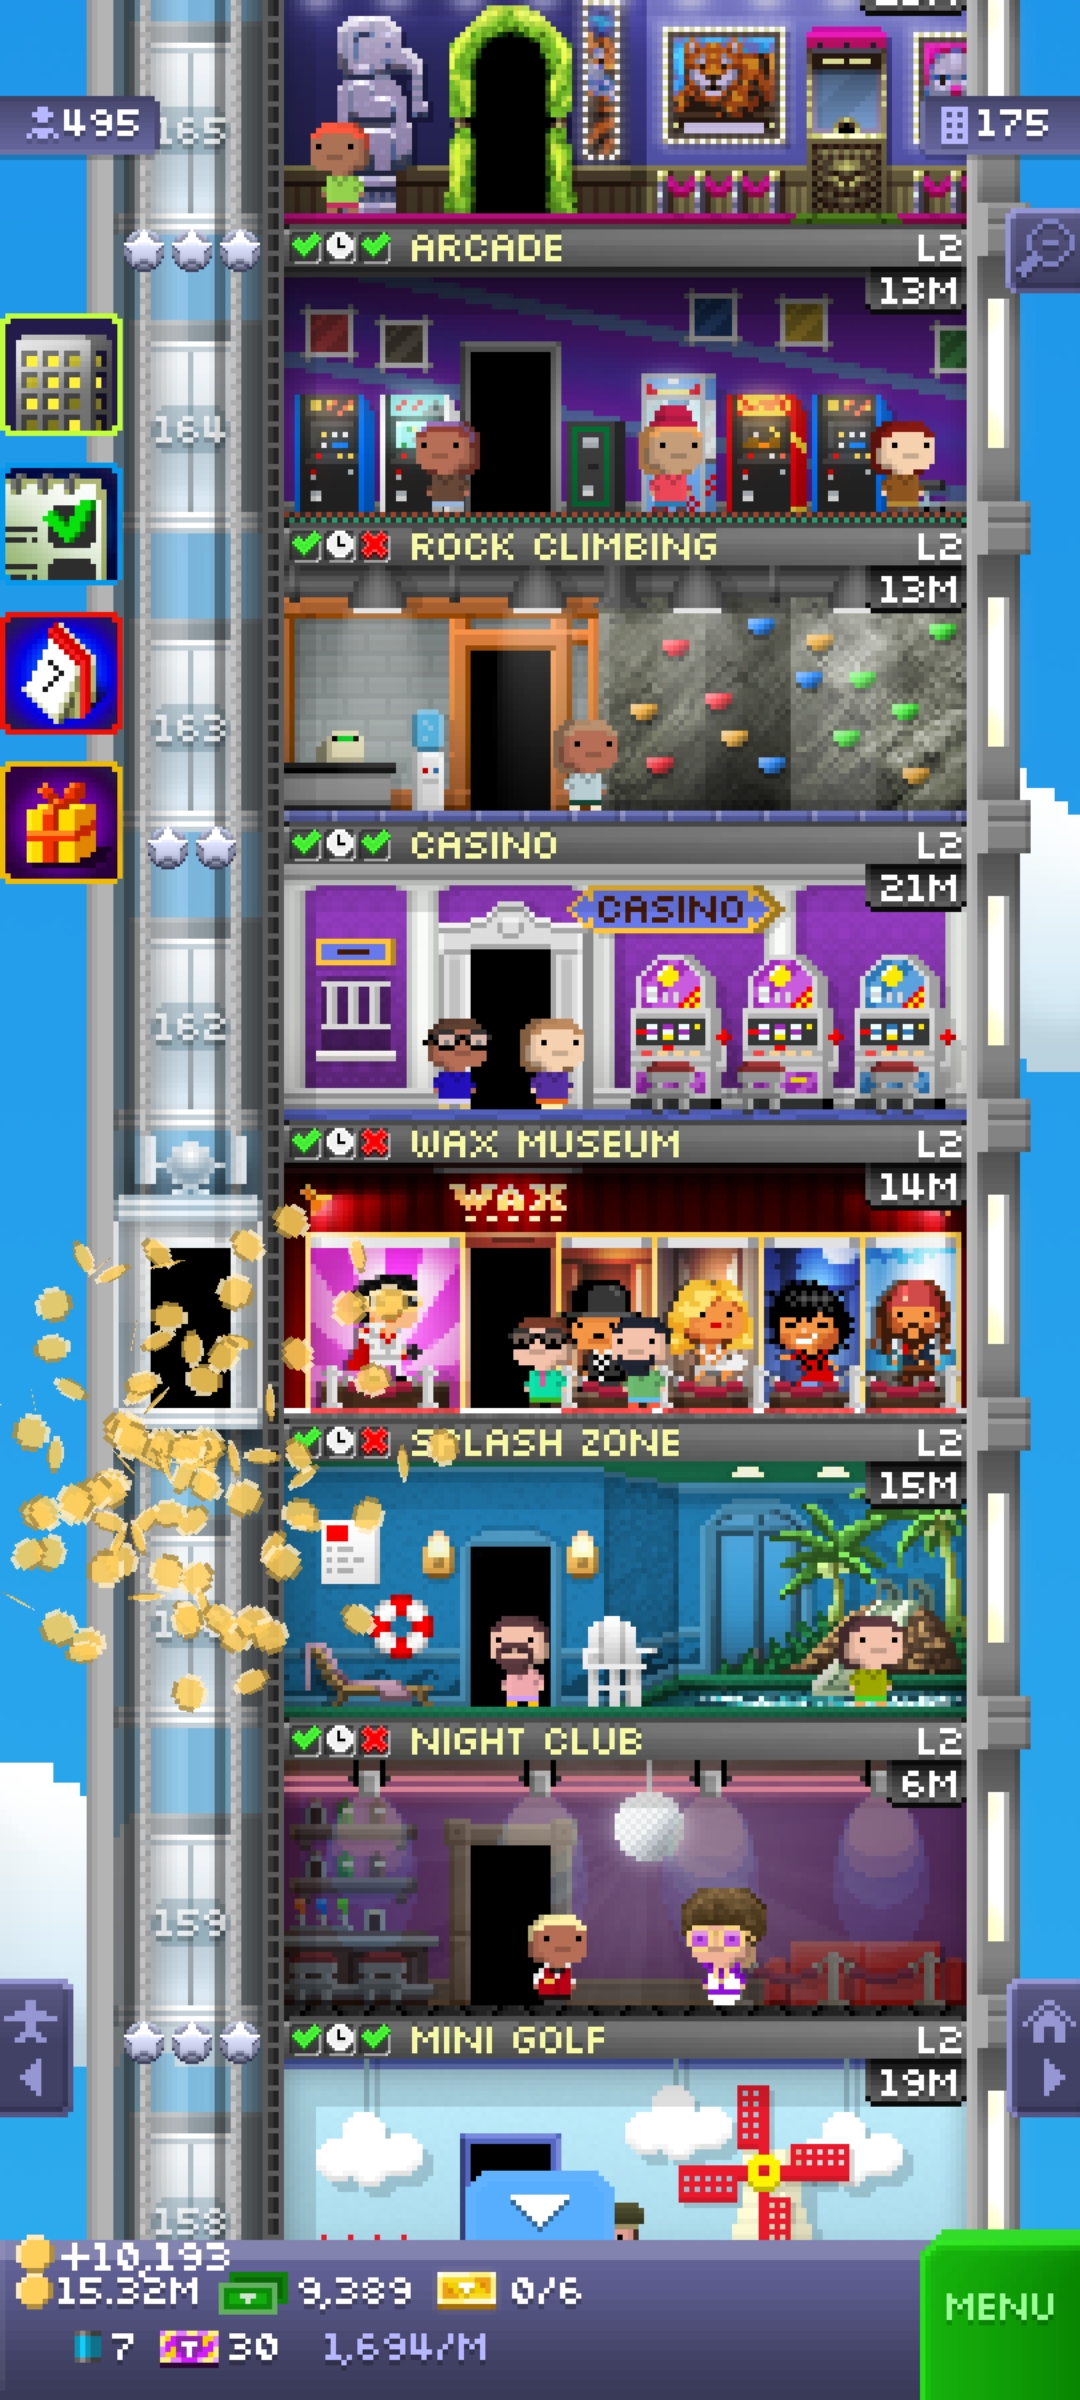 495
165
175
ARCADE L2
13M
164
ROCK CLIMBING L2
13M
163
CASINO L2
21M
CASINO
162
WAX MUSEUM L2
14M
WAX
SPLASH ZONE L2
15M
NIGHT CLUB L2
6M
159
MINI GOLF L2
19M
158
+10,193
15.32M 9,389 0/6
MENU
7 T 30 1,694/M